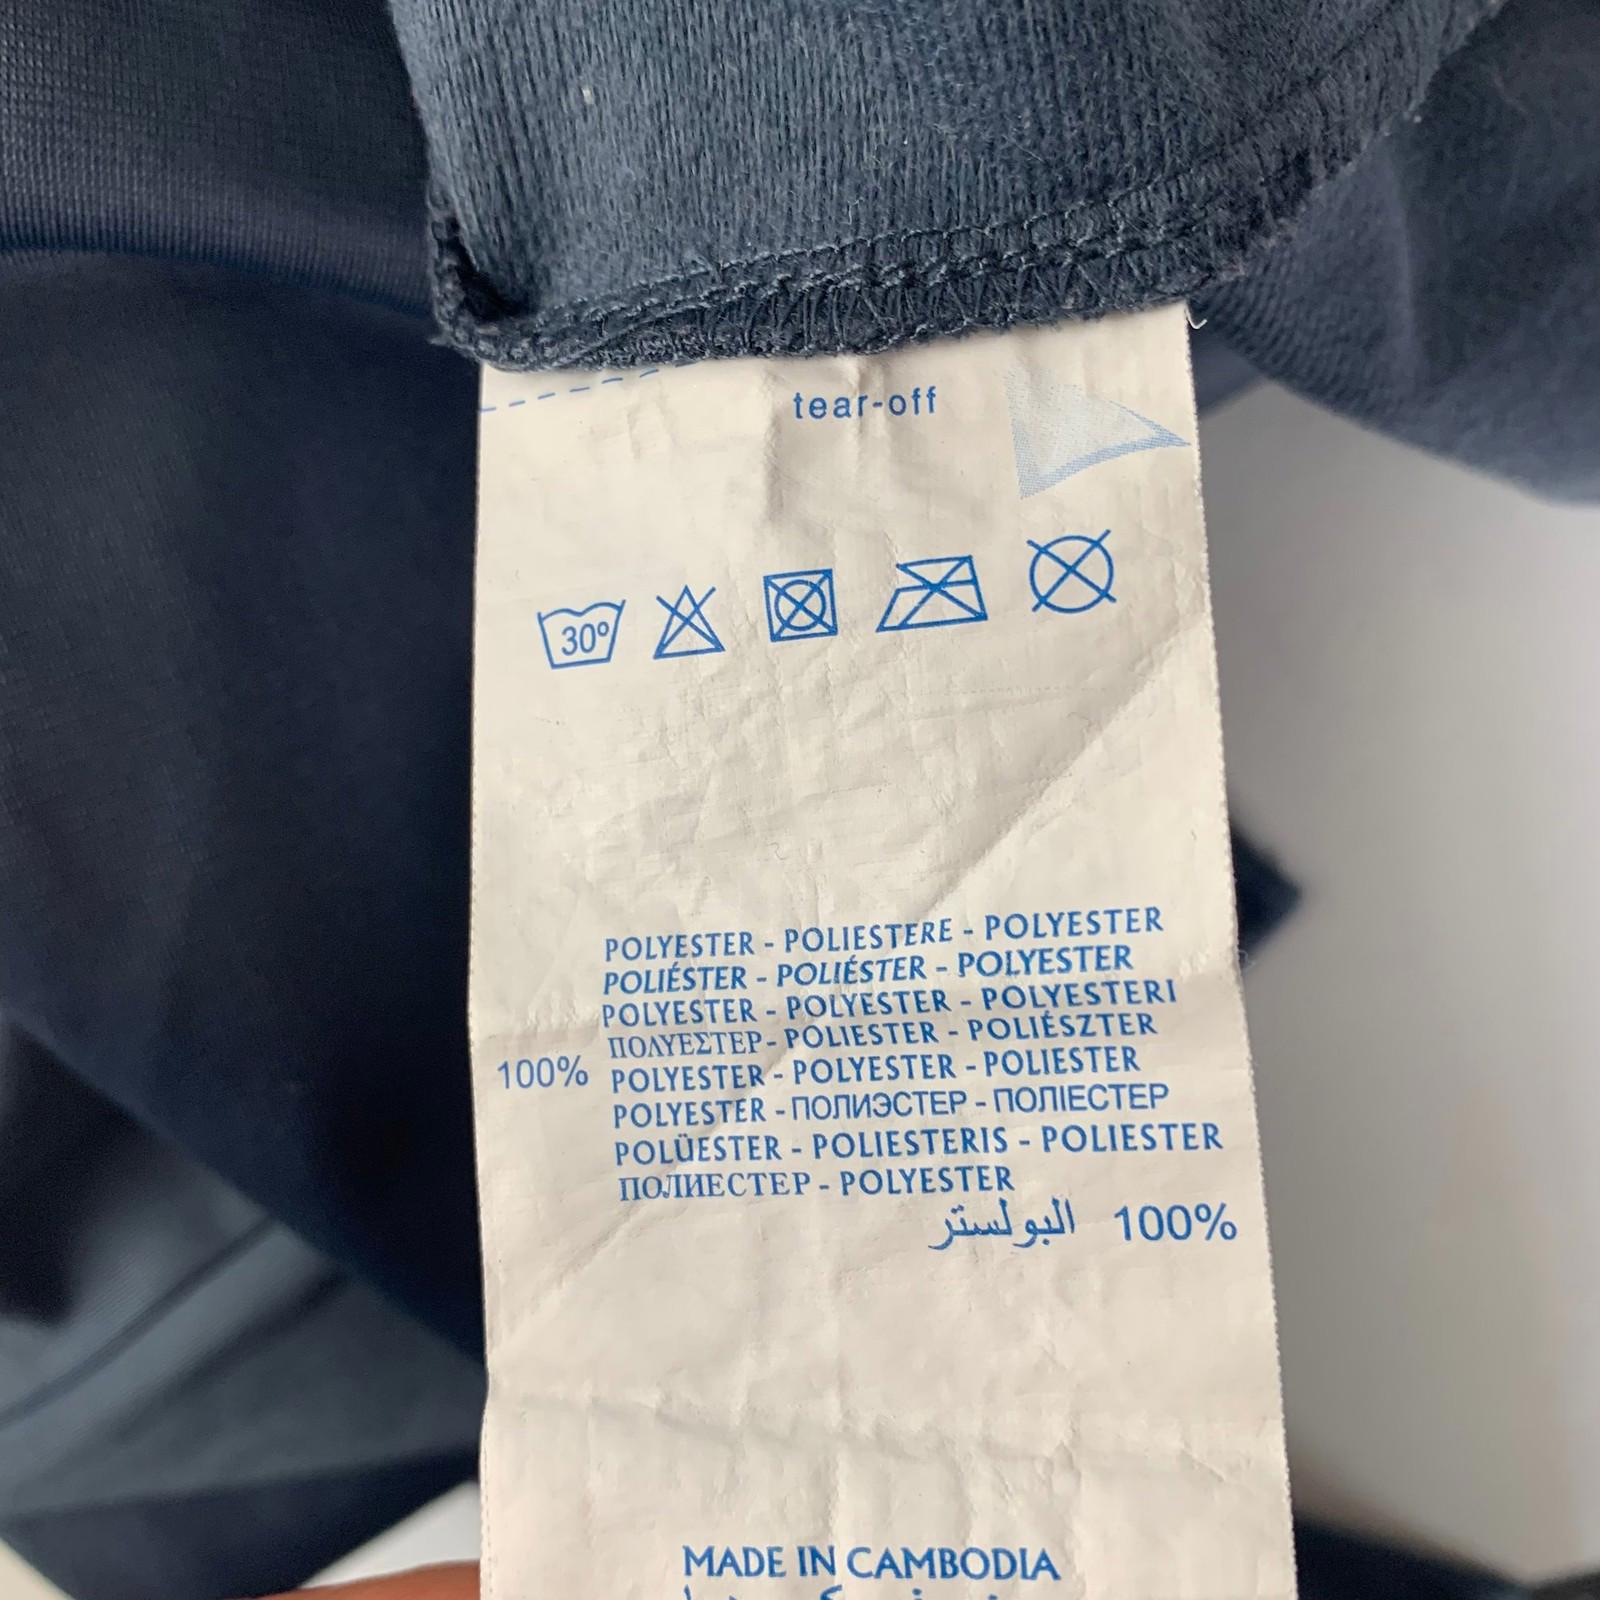 tear-off
30°
POLYESTER - POLIESTERE - POLYESTER
POLIÉSTER - POLIÉSTER - POLYESTER
POLYESTER - POLYESTER - POLYESTERI
ΠΟΛΥΕΣΤΕΡ - POLIESTER - POLIÉSZTER
100% POLYESTER - POLYESTER - POLIESTER
POLYESTER - ПОЛИЭСТЕР - ПОЛІЕСТЕР
POLÜESTER - POLIESTERIS - POLIESTER
ПОЛИЕСТЕР - POLYESTER
100% البولستر
MADE IN CAMBODIA